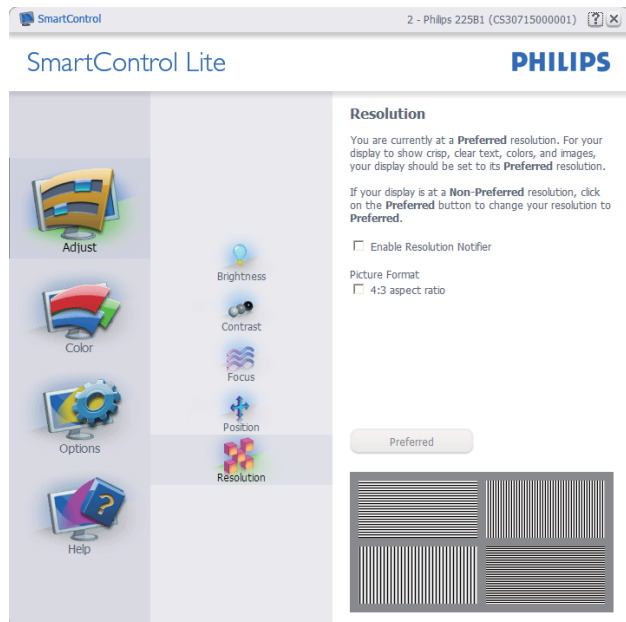 SmartControl
2 - Philips 225B1 (CS30715000001)
?
SmartControl Lite
PHILIPS
Adjust
Color
Options
Help
Brightness
Contrast
Focus
Position
Resolution
Resolution
You are currently at a Preferred resolution. For your
display to show crisp, clear text, colors, and images,
your display should be set to its Preferred resolution.
If your display is at a Non-Preferred resolution, click
on the Preferred button to change your resolution to
Preferred.
Enable Resolution Notifier
Picture Format
4:3 aspect ratio
Preferred